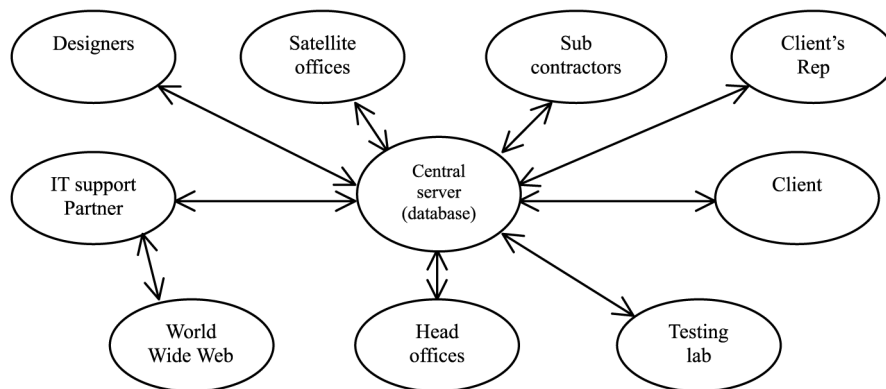 Designers
Satellite
offices
Sub
contractors
Client's
Rep
IT support
Partner
Central
server
(database)
Client
World
Wide Web
Head
offices
Testing
lab